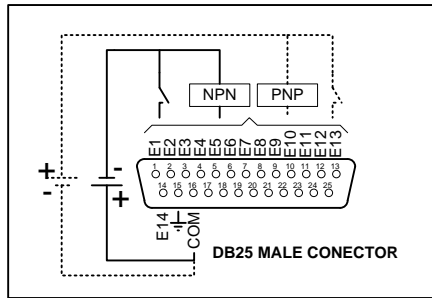 NPN PNP
E1 E2 E3 E4 E5 E6 E7 E8 E9 E10 E11 E12 E13
+ - - +
1 2 3 4 5 6 7 8 9 10 11 12 13
14 15 16 17 18 19 20 21 22 23 24 25
E14 COM
DB25 MALE CONECTOR